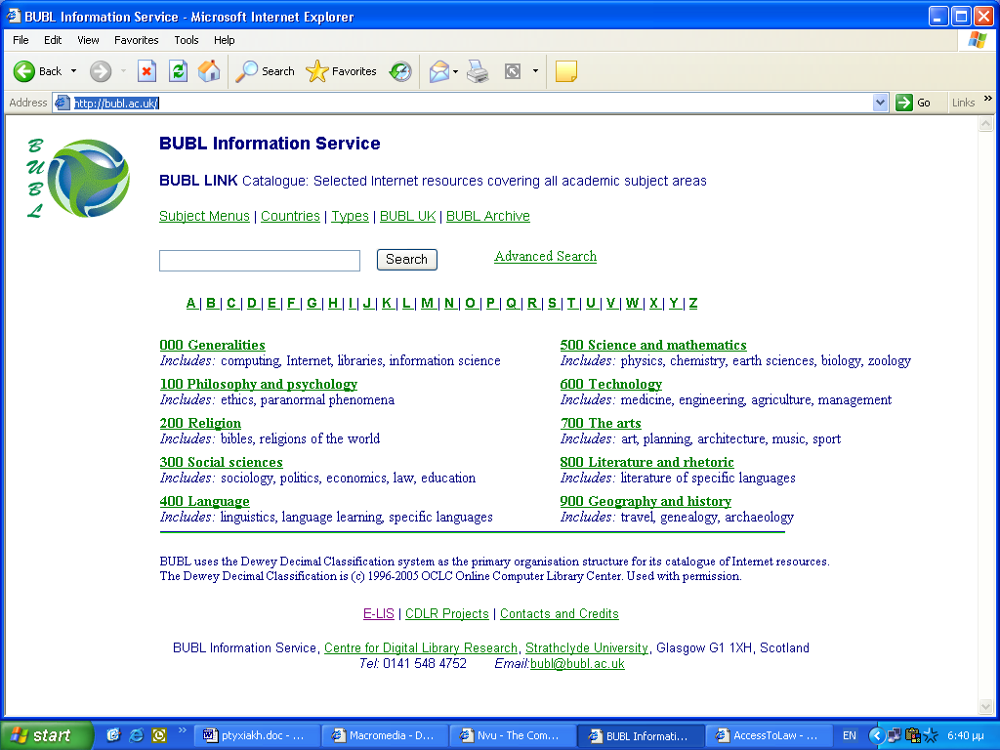 BUBL Information Service - Microsoft Internet Explorer
File Edit View Favorites Tools Help
Back Search Favorites
Address http://bubl.ac.uk/ Go Links »
BUBL
BUBL Information Service
BUBL LINK Catalogue: Selected Internet resources covering all academic subject areas
Subject Menus | Countries | Types | BUBL UK | BUBL Archive
Search Advanced Search
A | B | C | D | E | F | G | H | I | J | K | L | M | N | O | P | Q | R | S | T | U | V | W | X | Y | Z
000 Generalities
Includes: computing, Internet, libraries, information science
100 Philosophy and psychology
Includes: ethics, paranormal phenomena
200 Religion
Includes: bibles, religions of the world
300 Social sciences
Includes: sociology, politics, economics, law, education
400 Language
Includes: linguistics, language learning, specific languages
500 Science and mathematics
Includes: physics, chemistry, earth sciences, biology, zoology
600 Technology
Includes: medicine, engineering, agriculture, management
700 The arts
Includes: art, planning, architecture, music, sport
800 Literature and rhetoric
Includes: literature of specific languages
900 Geography and history
Includes: travel, genealogy, archaeology
BUBL uses the Dewey Decimal Classification system as the primary organisation structure for its catalogue of Internet resources.
The Dewey Decimal Classification is (c) 1996-2005 OCLC Online Computer Library Center. Used with permission.
E-LIS | CDLR Projects | Contacts and Credits
BUBL Information Service, Centre for Digital Library Research, Strathclyde University, Glasgow G1 1XH, Scotland
Tel: 0141 548 4752 Email:bubl@bubl.ac.uk
start » ptyxiakh.doc - ... Macromedia - D... Nvu - The Com... BUBL Informati... AccessToLaw - ... EN 6:40 μμ